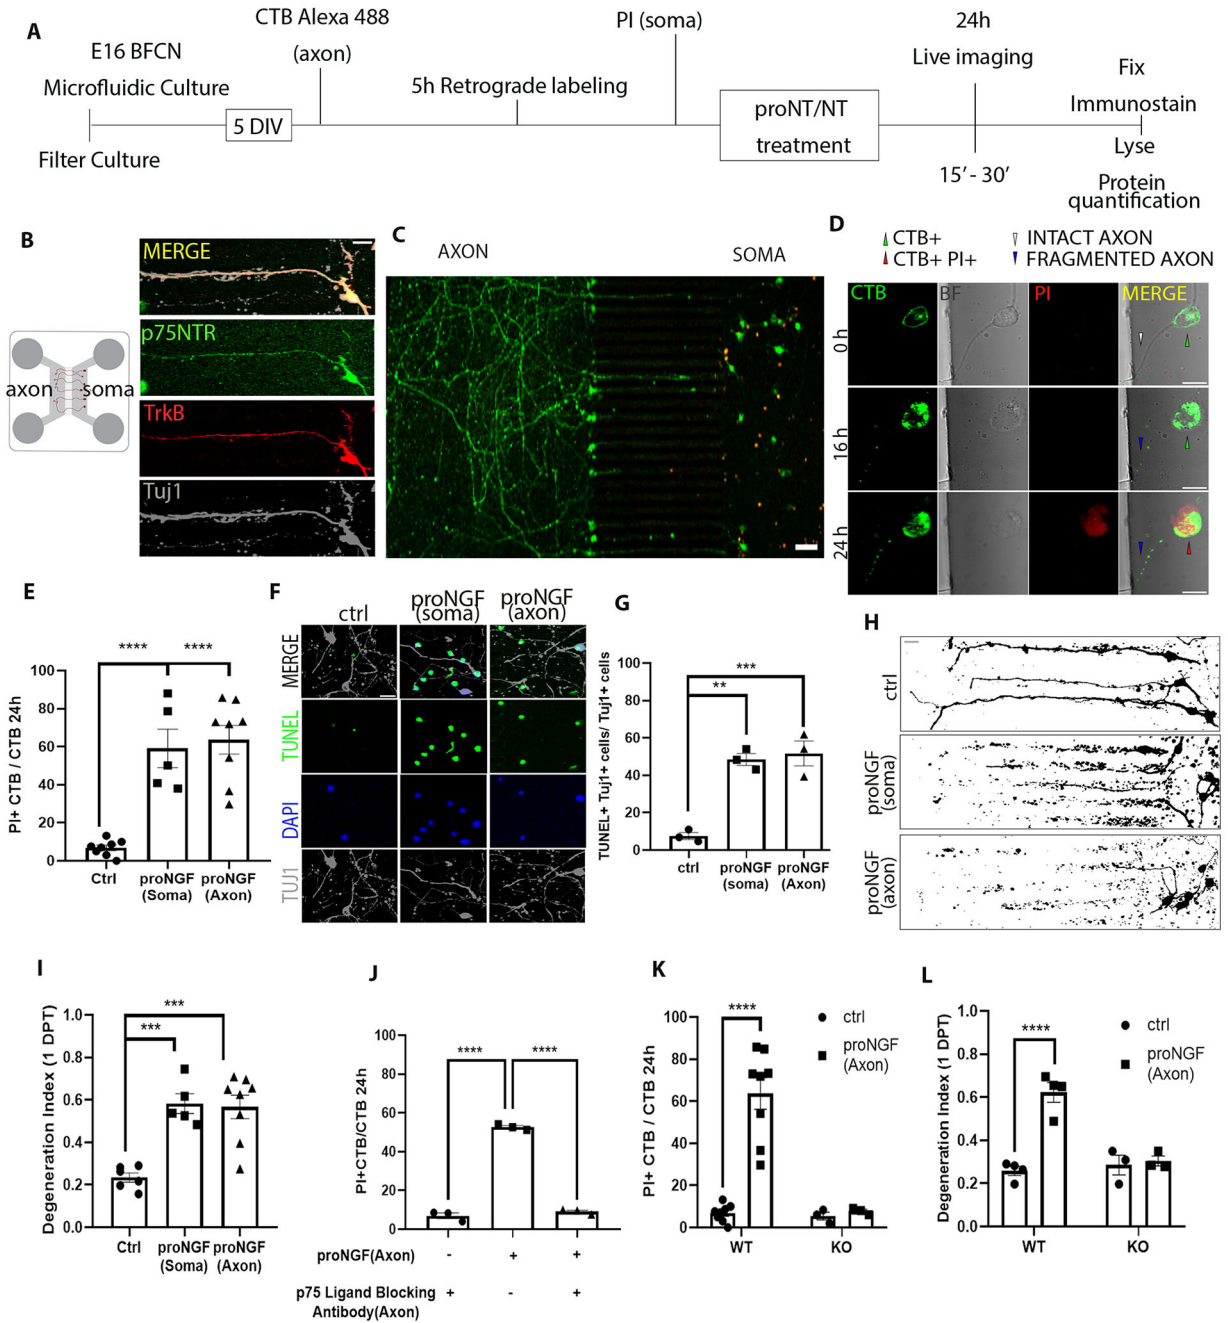 A
E16 BFCN
Microfluidic Culture
Filter Culture
5 DIV
CTB Alexa 488
(axon)
5h Retrograde labeling
PI (soma)
proNT/NT
treatment
24h
Live imaging
15’ - 30’
Fix
Immunostain
Lyse
Protein
quantification
B
axon
soma
MERGE
p75NTR
TrkB
Tuj1
C
AXON
SOMA
D
CTB+
CTB+ PI+
INTACT AXON
FRAGMENTED AXON
CTB
BF
PI
MERGE
0 h
16 h
24h
E
PI+ CTB / CTB 24h
100
80
60
40
20
0
****
****
Ctrl
proNGF
(Soma)
proNGF
(Axon)
F
ctrl
proNGF
(soma)
proNGF
(axon)
MERGE
TUNEL
DAPI
TUJ1
G
TUNEL+ Tuj1+ cells/ Tuj1+ cells
100
80
60
40
20
0
***
**
ctrl
proNGF
(soma)
proNGF
(Axon)
H
ctrl
proNGF
(soma)
proNGF
(axon)
I
Degeneration Index (1 DPT)
1.0
0.8
0.6
0.4
0.2
0.0
***
***
Ctrl
proNGF
(Soma)
proNGF
(Axon)
J
PI+CTB/CTB 24h
100
80
60
40
20
0
****
****
proNGF(Axon) - + +
p75 Ligand Blocking + - +
Antibody(Axon)
K
PI+ CTB / CTB 24h
100
80
60
40
20
0
****
ctrl
proNGF
(Axon)
WT
KO
L
Degeneration Index (1 DPT)
1.0
0.8
0.6
0.4
0.2
0.0
****
ctrl
proNGF
(Axon)
WT
KO